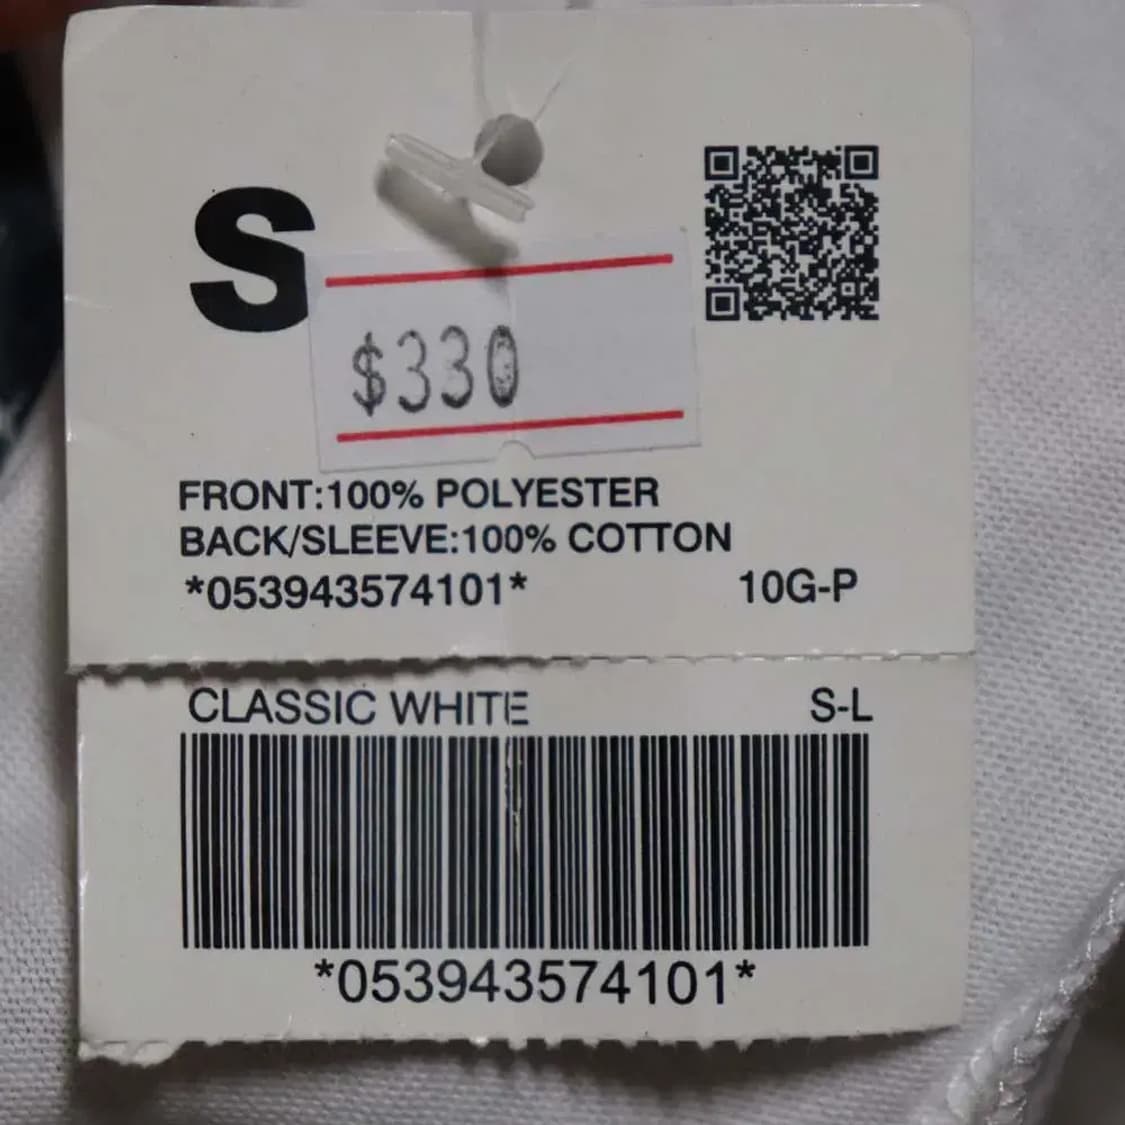 S
$330
FRONT:100% POLYESTER
BACK/SLEEVE:100% COTTON
*053943574101* 10G-P
CLASSIC WHITE S-L
*053943574101*